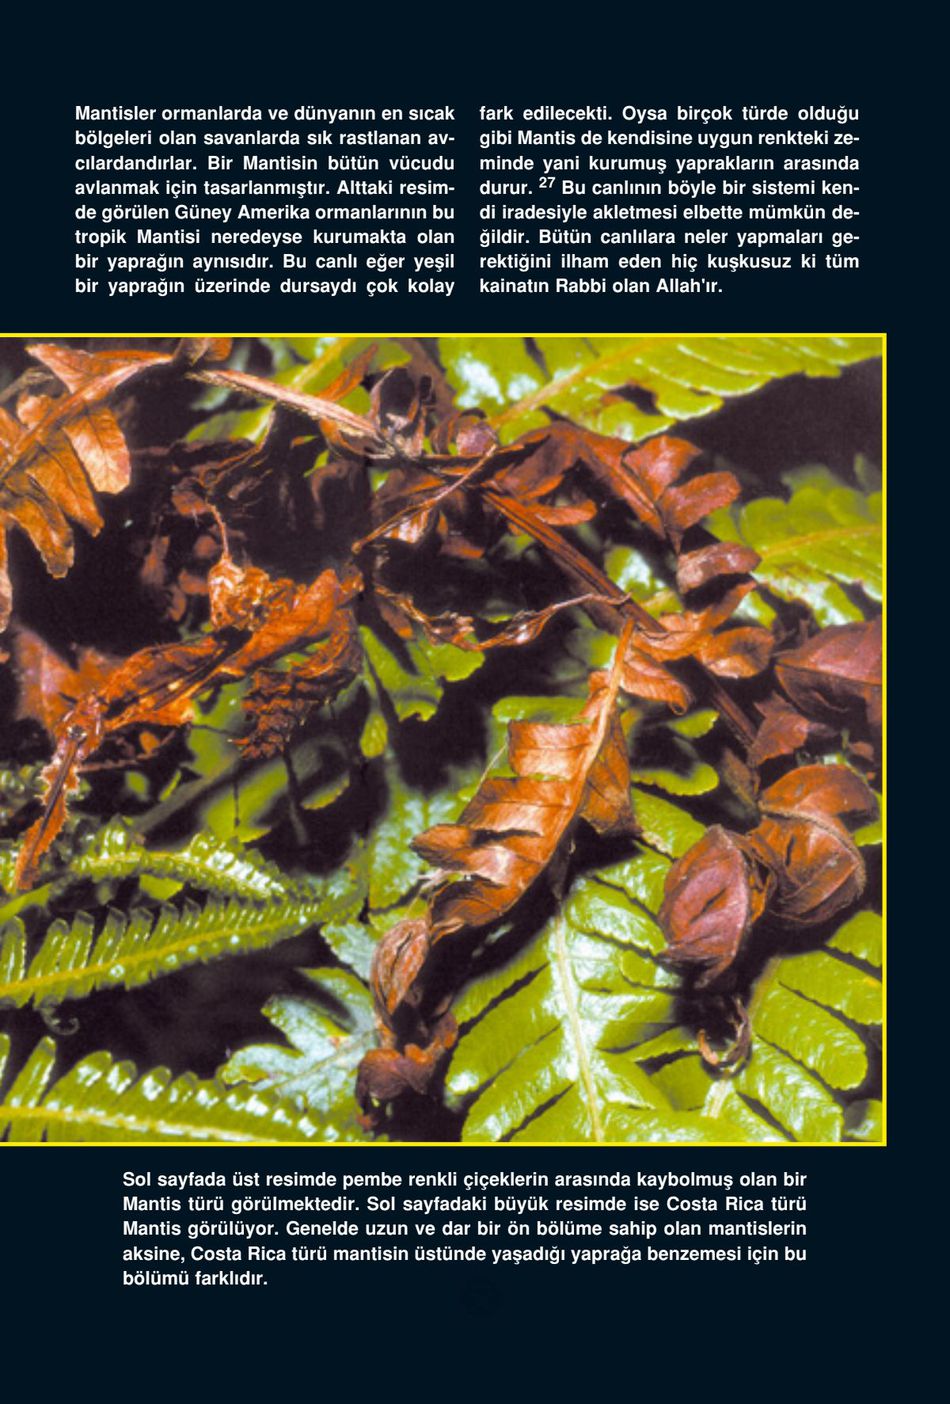 Mantisler ormanlarda ve dünyanın en sıcak
bölgeleri olan savanlarda sık rastlanan av-
cılardandırlar. Bir Mantisin bütün vücudu
avlanmak için tasarlanmıştır. Alttaki resim-
de görülen Güney Amerika ormanlarının bu
tropik Mantisi neredeyse kurumakta olan
bir yaprağın aynısıdır. Bu canlı eğer yeşil
bir yaprağın üzerinde dursaydı çok kolay
fark edilecekti. Oysa birçok türde olduğu
gibi Mantis de kendisine uygun renkteki ze-
minde yani kurumuş yaprakların arasında
durur. 27 Bu canlının böyle bir sistemi ken-
di iradesiyle akletmesi elbette mümkün de-
ğildir. Bütün canlılara neler yapmaları ge-
rektiğini ilham eden hiç kuşkusuz ki tüm
kainatın Rabbi olan Allah'ır.
Sol sayfada üst resimde pembe renkli çiçeklerin arasında kaybolmuş olan bir
Mantis türü görülmektedir. Sol sayfadaki büyük resimde ise Costa Rica türü
Mantis görülüyor. Genelde uzun ve dar bir ön bölüme sahip olan mantislerin
aksine, Costa Rica türü mantisin üstünde yaşadığı yaprağa benzemesi için bu
bölümü farklıdır.